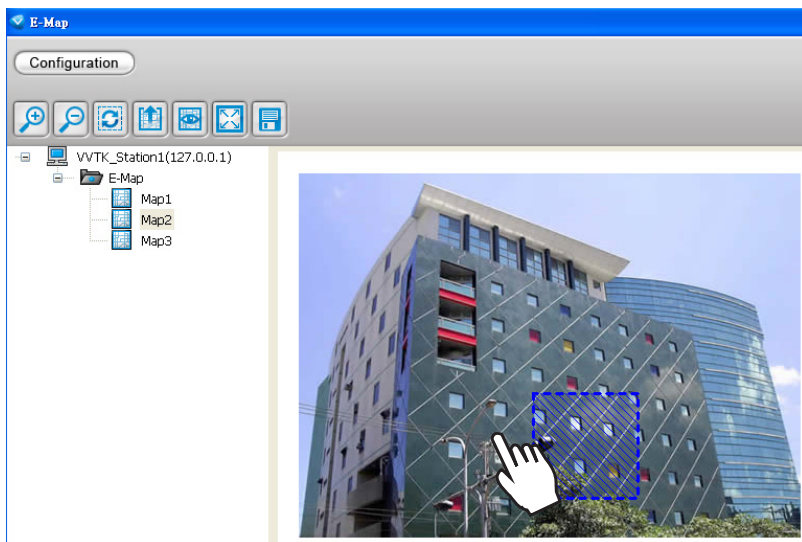 E-Map
Configuration
VVTK_Station1(127.0.0.1)
E-Map
Map1
Map2
Map3